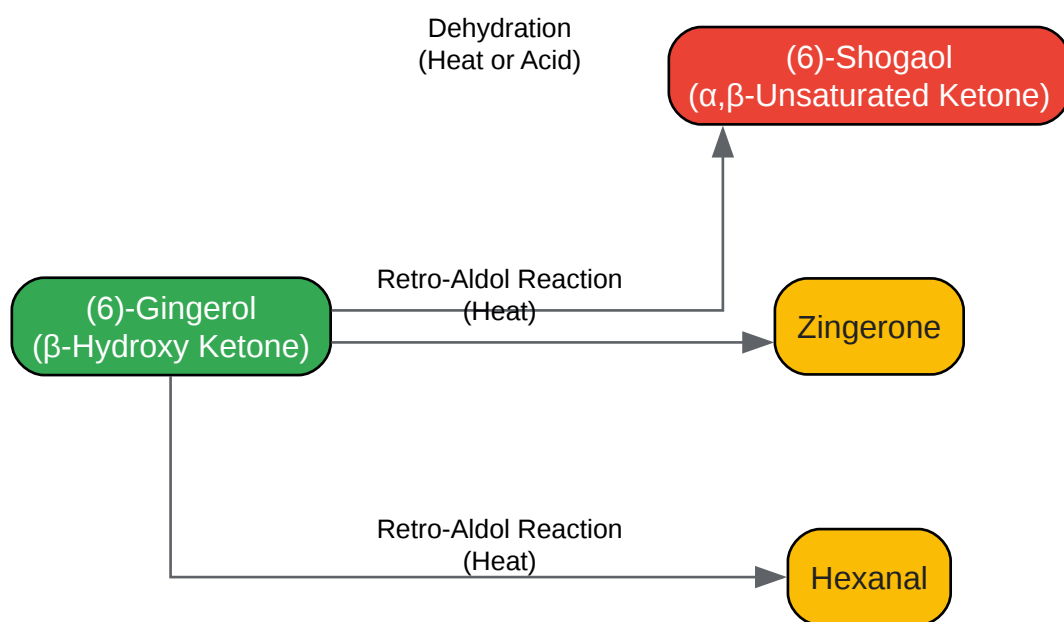 Dehydration
(Heat or Acid)
(6)-Shogaol
(α,β-Unsaturated Ketone)
Retro-Aldol Reaction
(Heat)
(6)-Gingerol
(β-Hydroxy Ketone)
Zingerone
Retro-Aldol Reaction
(Heat)
Hexanal